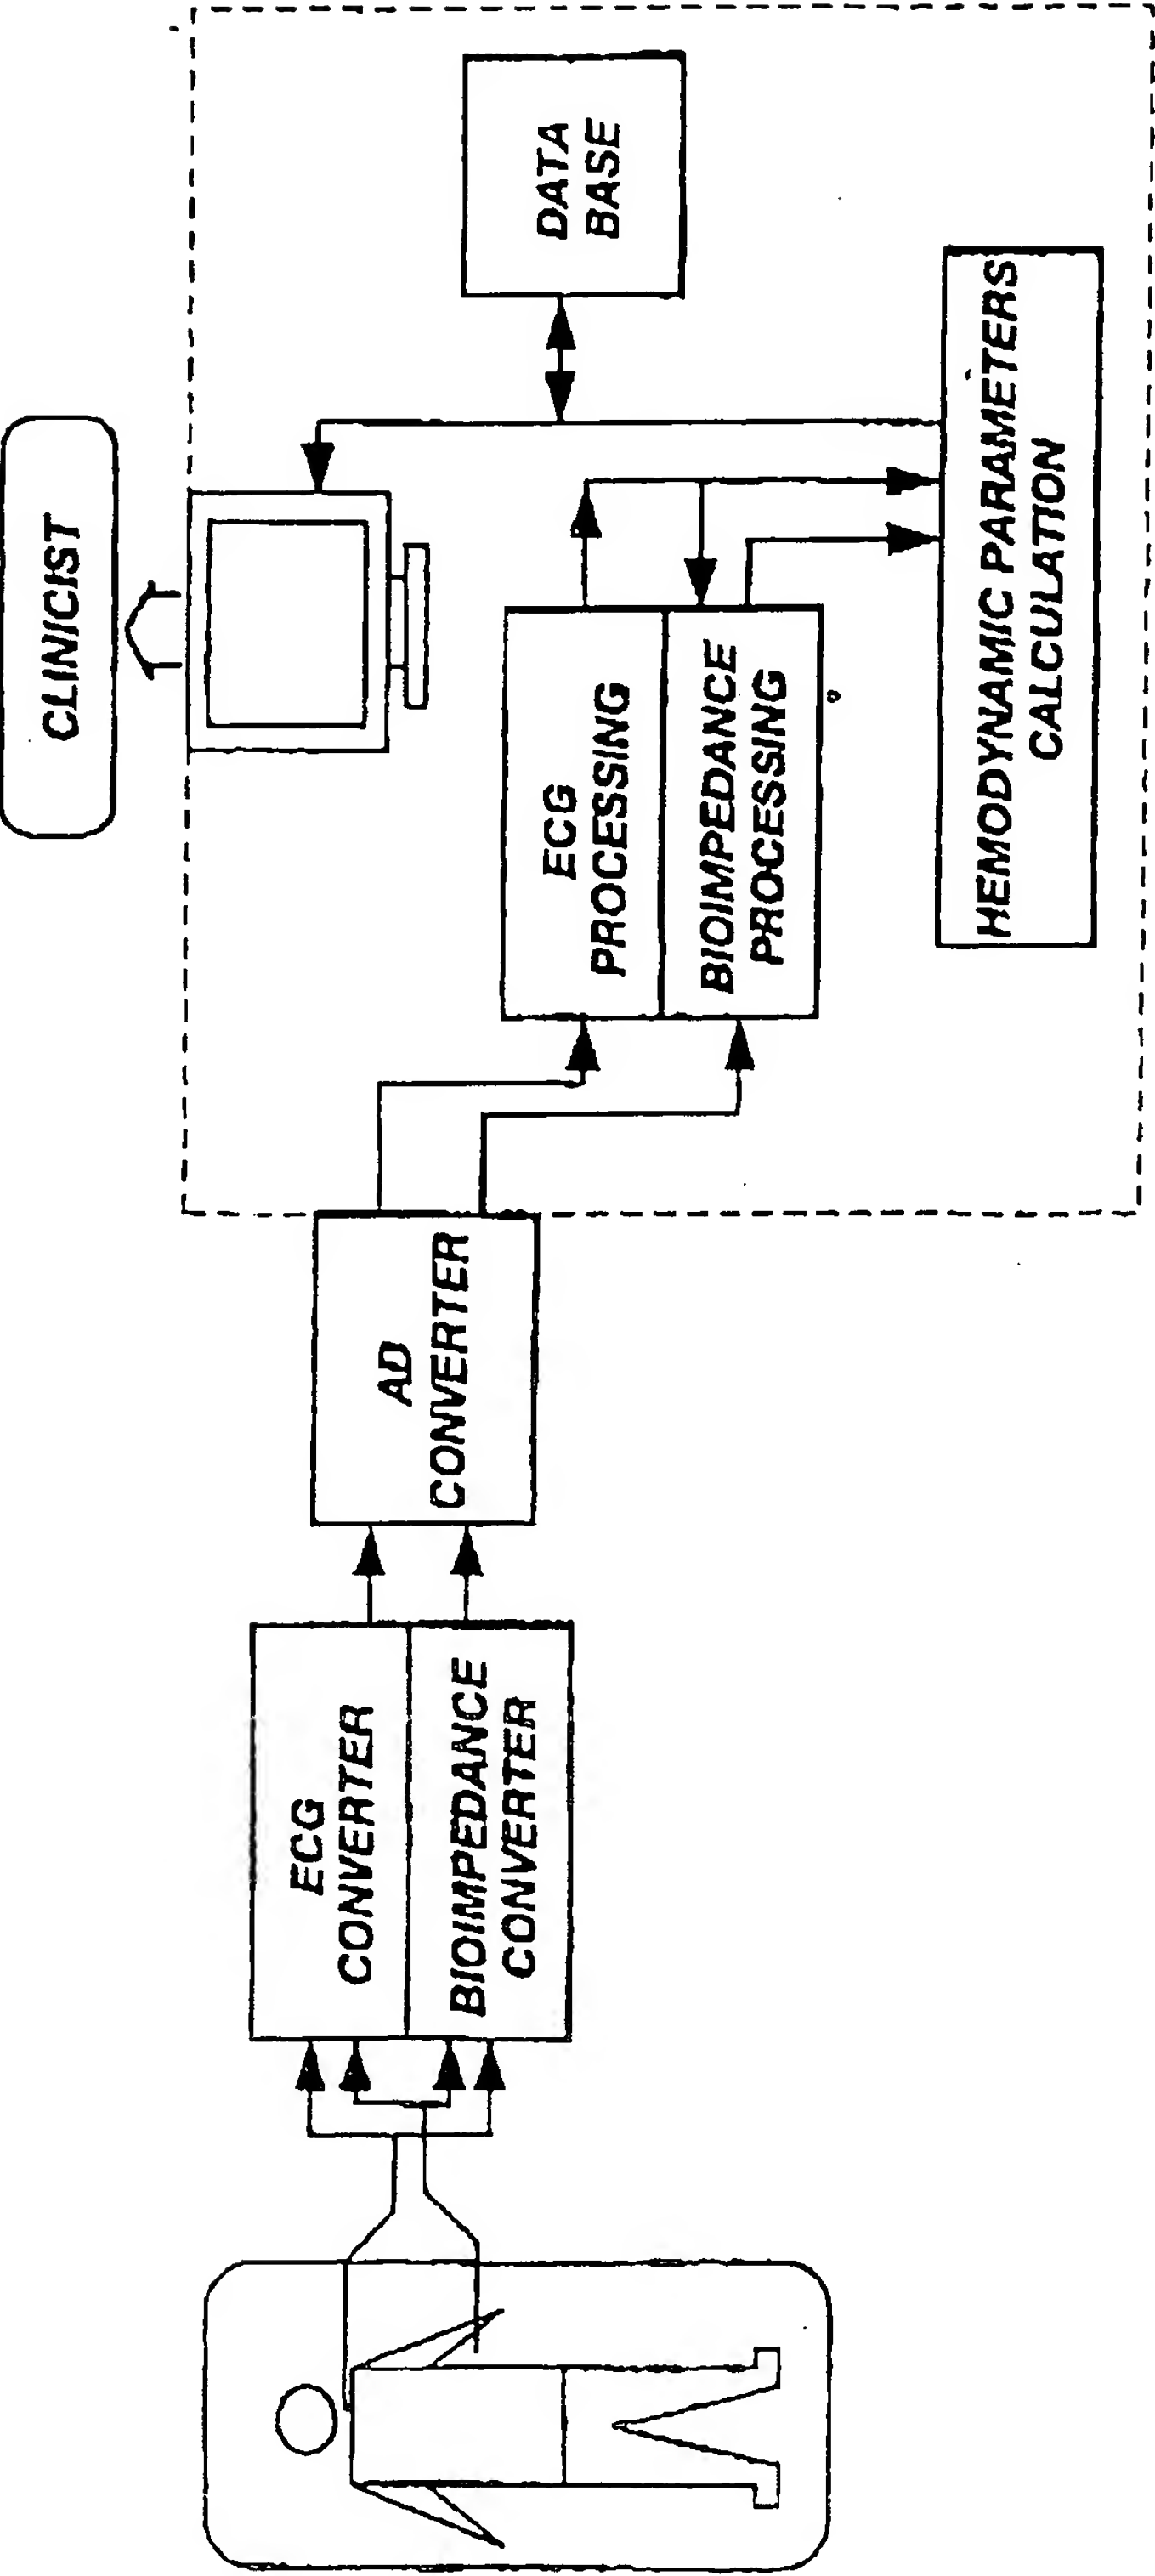 ECG
CONVERTER
BIOIMPEDANCE
CONVERTER
AD
CONVERTER
ECG
PROCESSING
BIOIMPEDANCE
PROCESSING
CLINICIST
DATA
BASE
HEMODYNAMIC PARAMETERS
CALCULATION